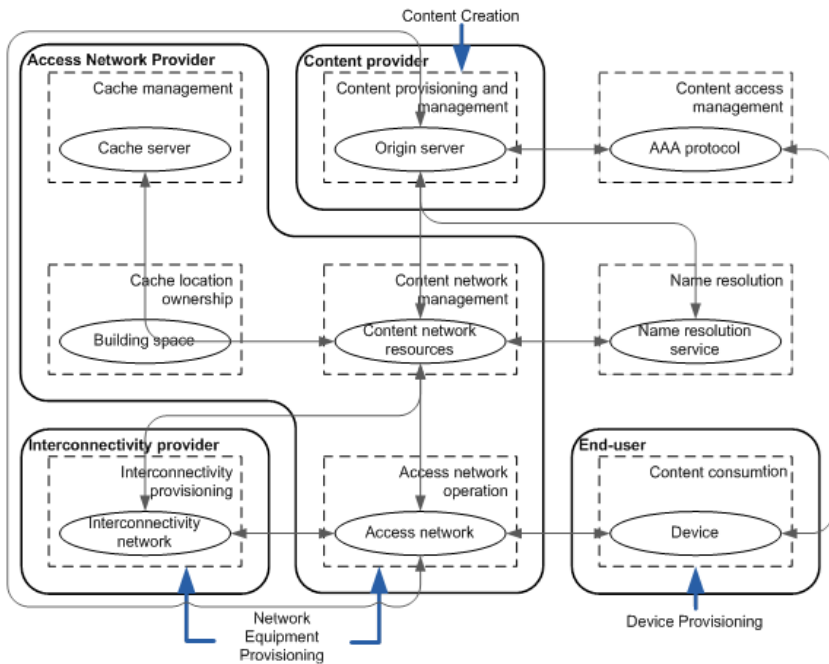 Content Creation
Access Network Provider
Content provider
Cache management
Content provisioning and
management
Content access
management
Cache server
Origin server
AAA protocol
Cache location
ownership
Content network
management
Name resolution
Building space
Content network
resources
Name resolution
service
Interconnectivity provider
End-user
Interconnectivity
provisioning
Access network
operation
Content consumtion
Interconnectivity
network
Access network
Device
Network
Equipment
Provisioning
Device Provisioning